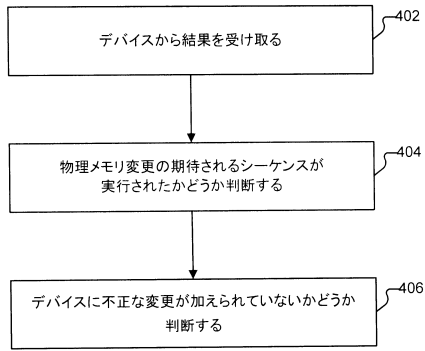 402
デバイスから結果を受け取る
404
物理メモリ変更の期待されるシーケンスが
実行されたかどうか判断する
406
デバイスに不正な変更が加えられていないかどうか
判断する